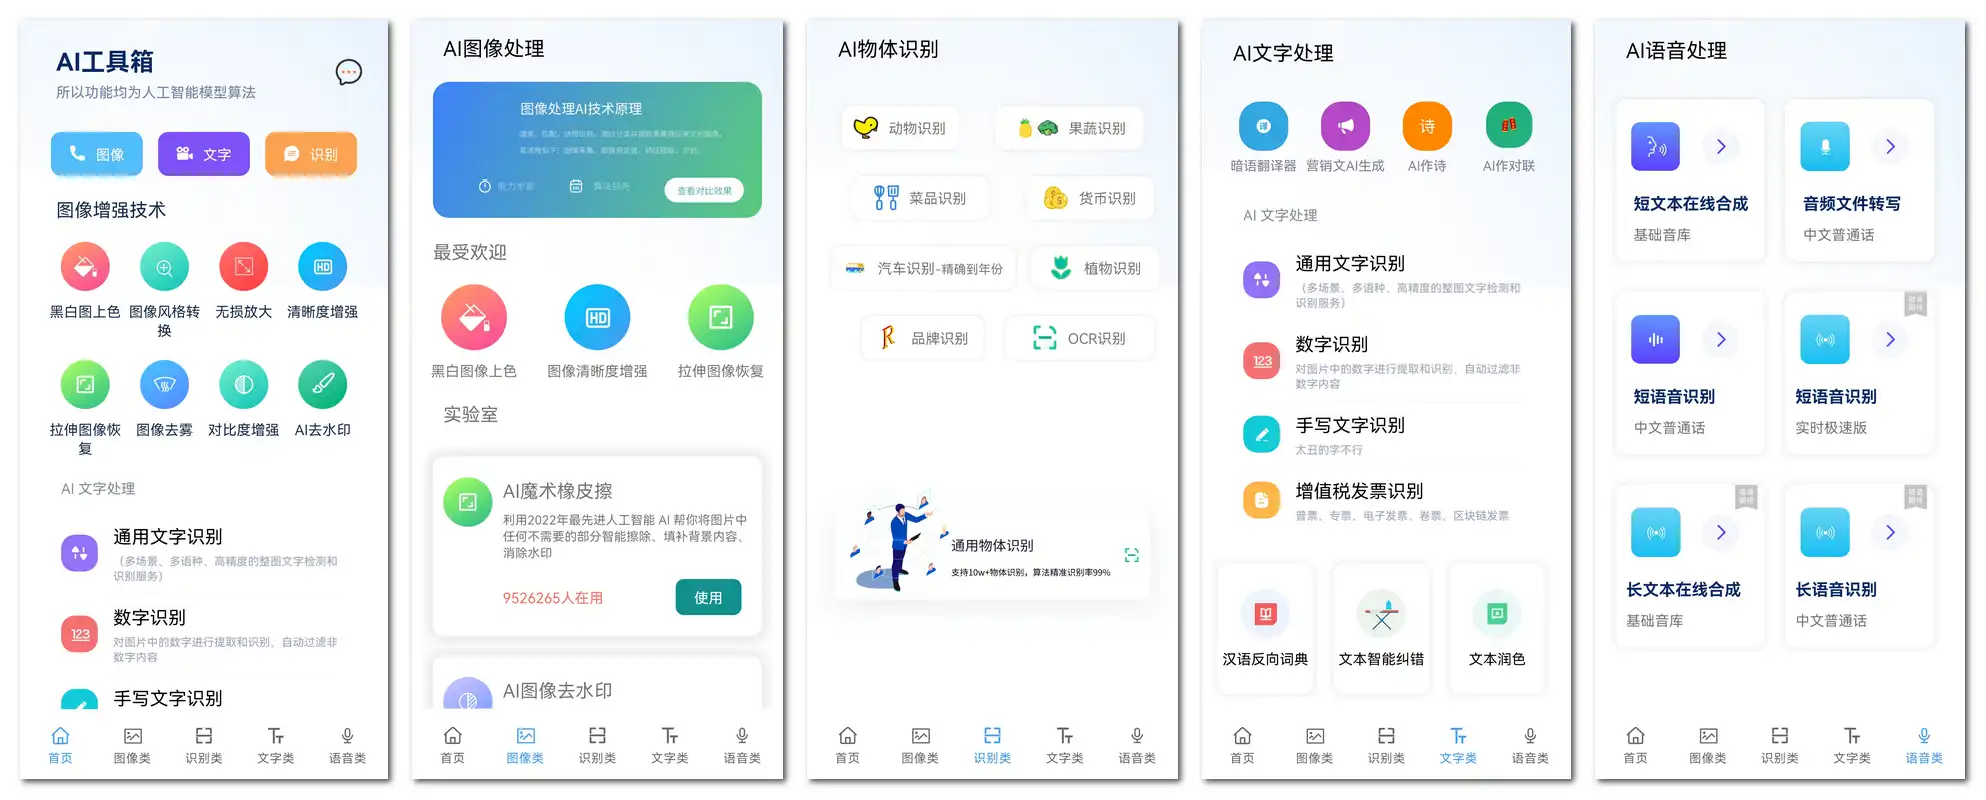 AI工具箱
所以功能均为人工智能模型算法
图像
文字
识别
图像增强技术
黑白图上色
图像风格转
换
无损放大
清晰度增强
拉伸图像恢
复
图像去雾
对比度增强
AI去水印
AI 文字处理
通用文字识别
（多场景、多语种、高精度的整图文字检测和
识别服务）
数字识别
对图片中的数字进行提取和识别，自动过滤非
数字内容
手写文字识别
首页
图像类
识别类
文字类
语音类
AI图像处理
图像处理AI技术原理
查看对比效果
最受欢迎
黑白图像上色
图像清晰度增强
拉伸图像恢复
实验室
AI魔术橡皮擦
利用2022年最先进人工智能 AI 帮你将图片中
任何不需要的部分智能擦除、填补背景内容、
消除水印
9526265人在用
使用
AI图像去水印
首页
图像类
识别类
文字类
语音类
AI物体识别
动物识别
果蔬识别
菜品识别
货币识别
汽车识别-精确到年份
植物识别
品牌识别
OCR识别
通用物体识别
支持10w+物体识别，算法精准识别率99%
首页
图像类
识别类
文字类
语音类
AI文字处理
译
诗
暗语翻译器
营销文AI生成
AI作诗
AI作对联
AI 文字处理
通用文字识别
（多场景、多语种、高精度的整图文字检测和
识别服务）
数字识别
对图片中的数字进行提取和识别，自动过滤非
数字内容
手写文字识别
太丑的字不行
增值税发票识别
普票、专票、电子发票、卷票、区块链发票
汉语反向词典
文本智能纠错
文本润色
首页
图像类
识别类
文字类
语音类
AI语音处理
短文本在线合成
基础音库
音频文件转写
中文普通话
短语音识别
中文普通话
短语音识别
实时极速版
长文本在线合成
基础音库
长语音识别
中文普通话
首页
图像类
识别类
文字类
语音类